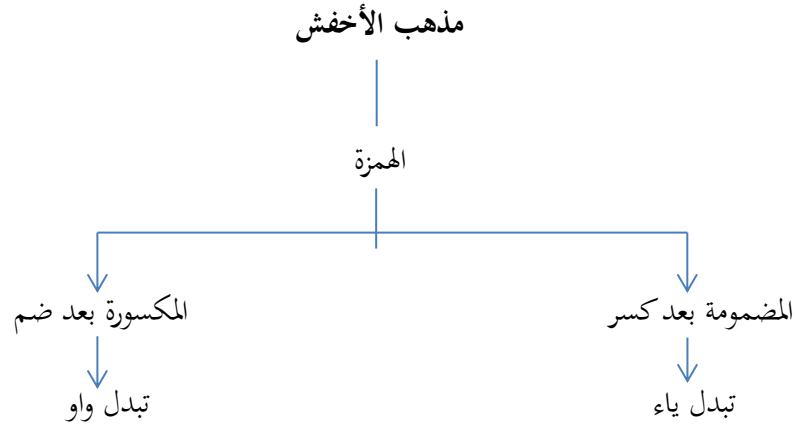 مذهب الأخفش
الهمزة
المضمومة بعد كسر
المكسورة بعد ضم
تبدل ياء
تبدل واو